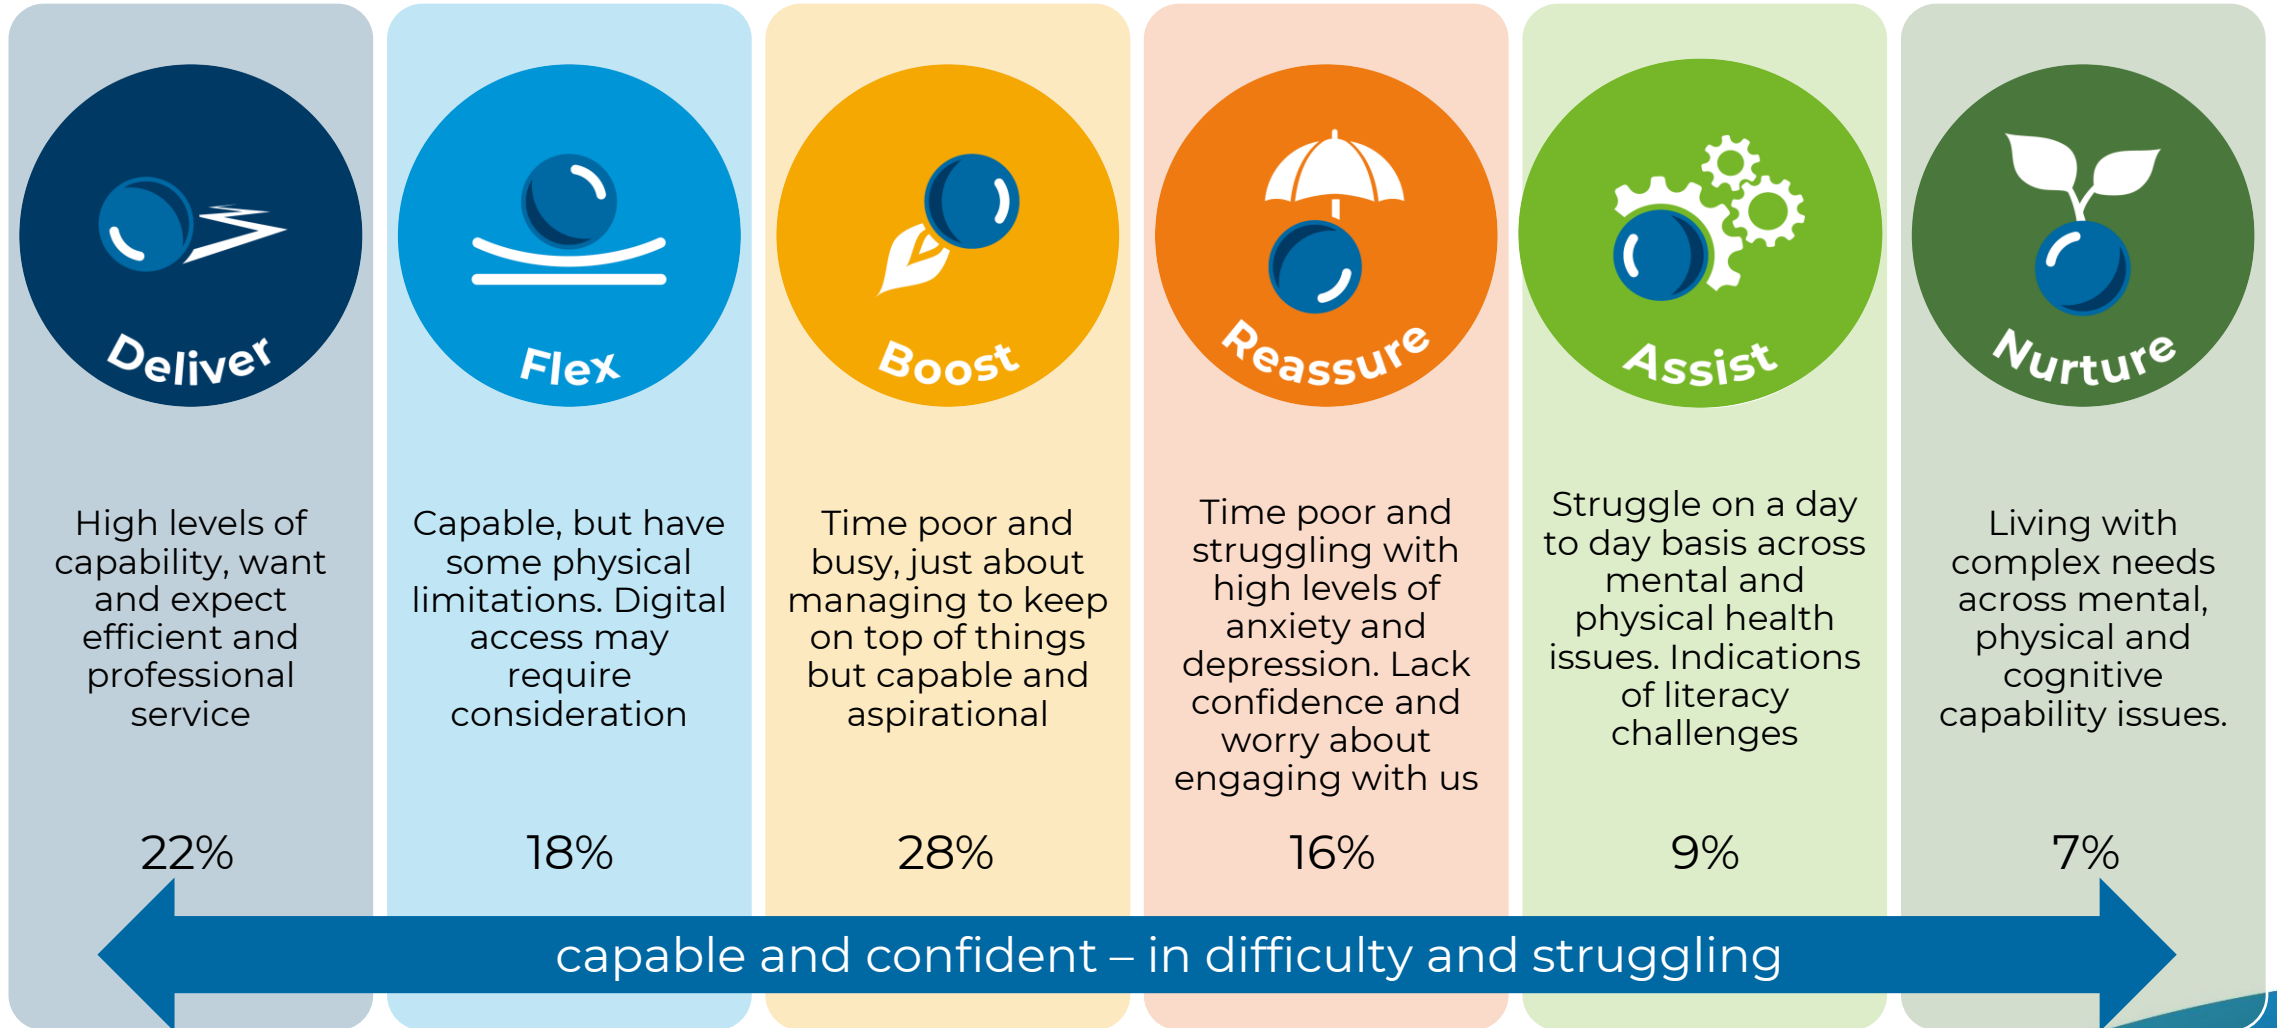 Deliver
High levels of
capability, want
and expect
efficient and
professional
service
22%
Flex
Capable, but have
some physical
limitations. Digital
access may
require
consideration
18%
Boost
Time poor and
busy, just about
managing to keep
on top of things
but capable and
aspirational
28%
Reassure
Time poor and
struggling with
high levels of
anxiety and
depression. Lack
confidence and
worry about
engaging with us
16%
Assist
Struggle on a day
to day basis across
mental and
physical health
issues. Indications
of literacy
challenges
9%
Nurture
Living with
complex needs
across mental,
physical and
cognitive
capability issues.
7%
capable and confident – in difficulty and struggling